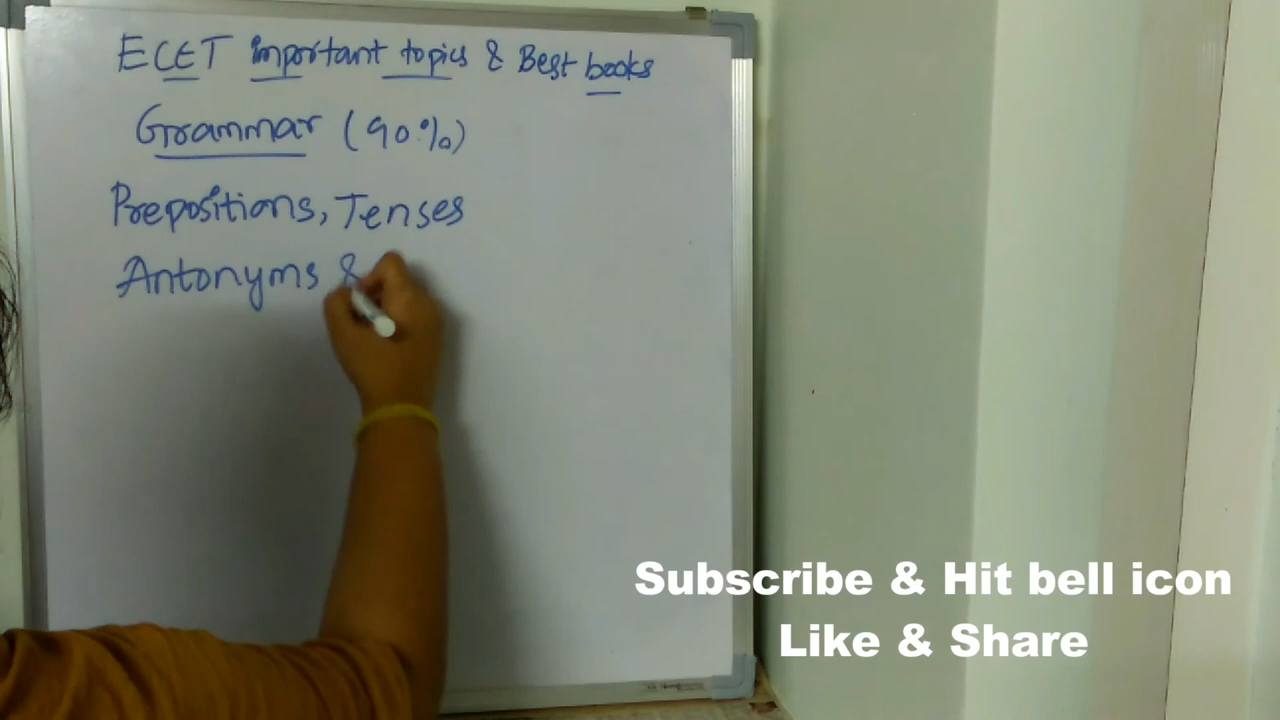 ECET important topics & Best books
Grammar (90%)
Prepositions, Tenses
Antonyms &
Subscribe & Hit bell icon
Like & Share